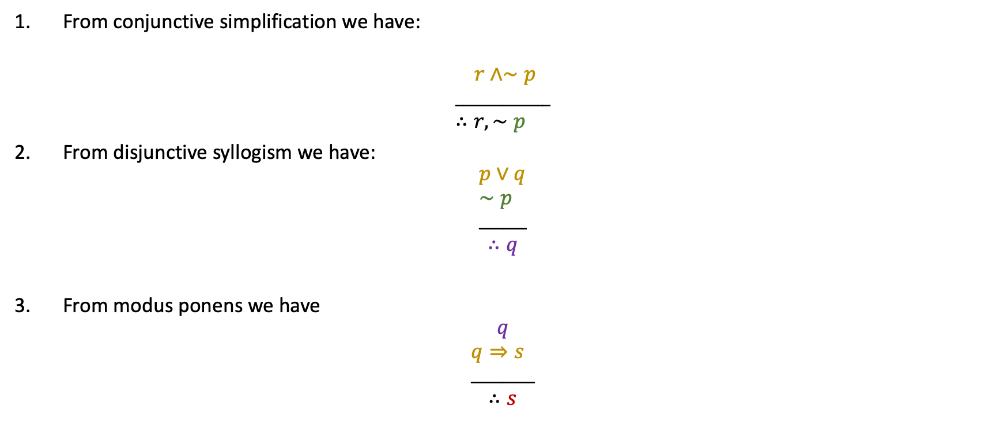 1. From conjunctive simplification we have:
𝑟 ∧~ 𝑝
∴ 𝑟, ~ 𝑝
2. From disjunctive syllogism we have:
𝑝 ∨ 𝑞
~ 𝑝
∴ 𝑞
3. From modus ponens we have
𝑞
𝑞 ⇒ 𝑠
∴ 𝑠